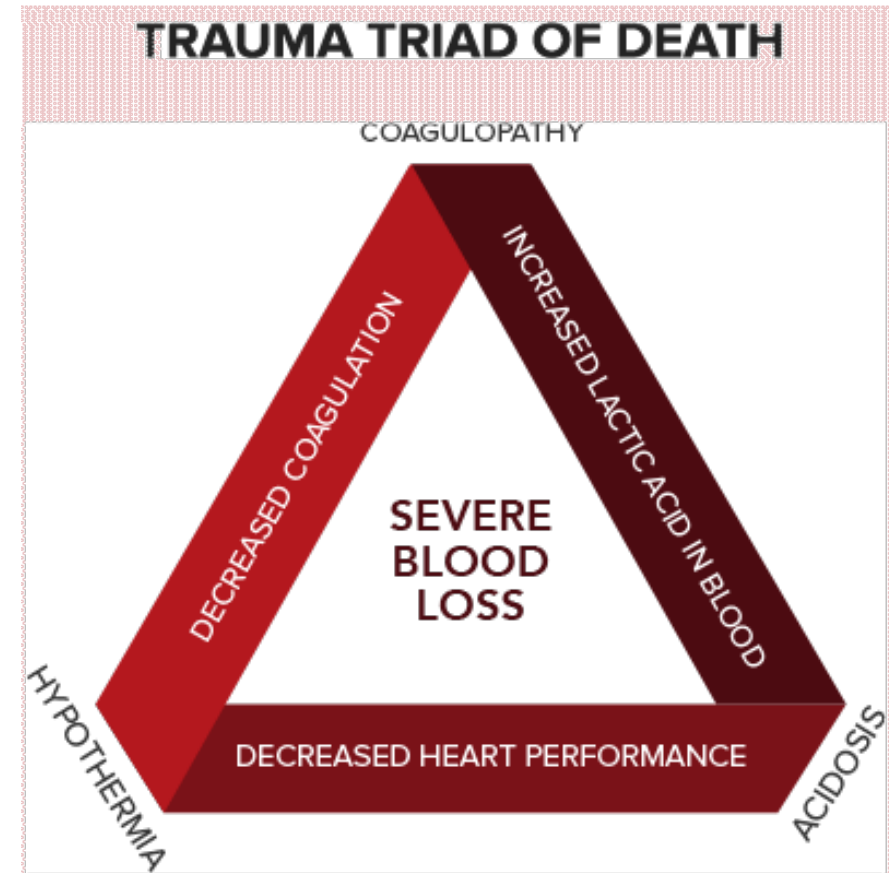 TRAUMA TRIAD OF DEATH
COAGULOPATHY
DECREASED COAGULATION
INCREASED LACTIC ACID IN BLOOD
SEVERE
BLOOD
LOSS
DECREASED HEART PERFORMANCE
HYPOTHERMIA
ACIDOSIS